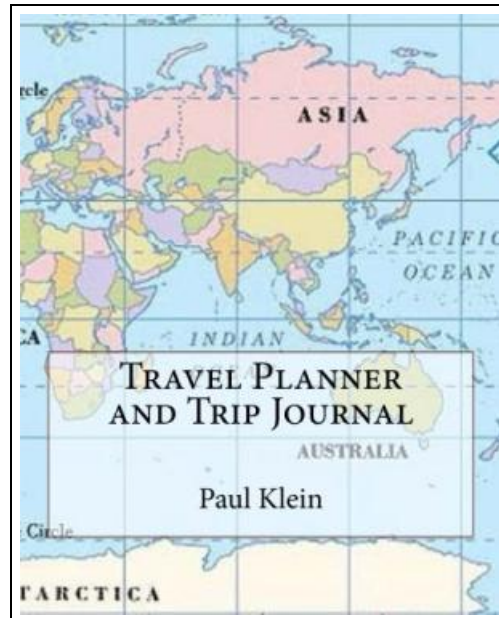 rcle
ASIA
PACIFIC
OCEAN
CA
INDIAN
TRAVEL PLANNER
AND TRIP JOURNAL
AUSTRALIA
Paul Klein
Circle
TARCTICA